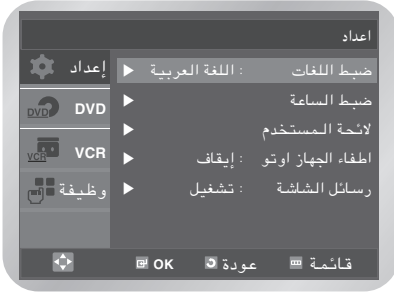 اعداد
إعداد
DVD
VCR
وظيفة
ضبط اللغات : اللغة العربية
ضبط الساعة
لائحة المستخدم
اطفاء الجهاز اوتو : إيقاف
رسائل الشاشة : تشغيل
قائمة عودة OK